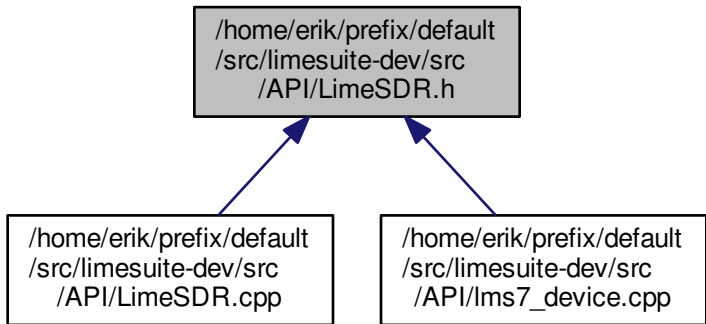 /home/erik/prefix/default
/src/limesuite-dev/src
/API/LimeSDR.h
/home/erik/prefix/default
/src/limesuite-dev/src
/API/LimeSDR.cpp
/home/erik/prefix/default
/src/limesuite-dev/src
/API/lms7_device.cpp